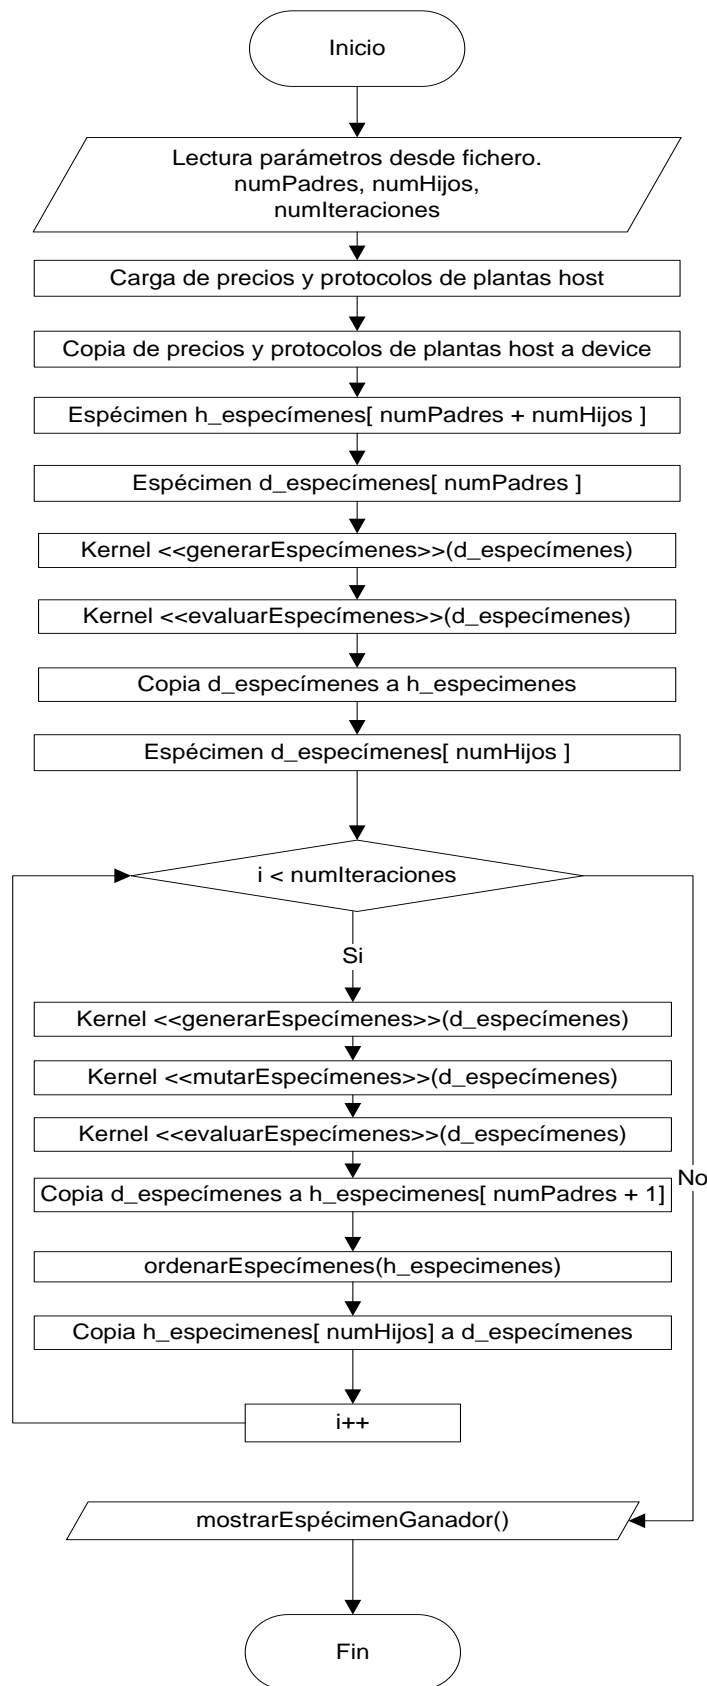 Inicio
Lectura parámetros desde fichero.
numPadres, numHijos,
numIteraciones
Carga de precios y protocolos de plantas host
Copia de precios y protocolos de plantas host a device
Espécimen h_especímenes[ numPadres + numHijos ]
Espécimen d_especímenes[ numPadres ]
Kernel <<generarEspecímenes>>(d_especímenes)
Kernel <<evaluarEspecímenes>>(d_especímenes)
Copia d_especímenes a h_especimenes
Espécimen d_especímenes[ numHijos ]
i < numIteraciones
Si
Kernel <<generarEspecímenes>>(d_especímenes)
Kernel <<mutarEspecímenes>>(d_especímenes)
Kernel <<evaluarEspecímenes>>(d_especímenes)
No
Copia d_especímenes a h_especimenes[ numPadres + 1]
ordenarEspecímenes(h_especimenes)
Copia h_especimenes[ numHijos] a d_especímenes
i++
mostrarEspécimenGanador()
Fin